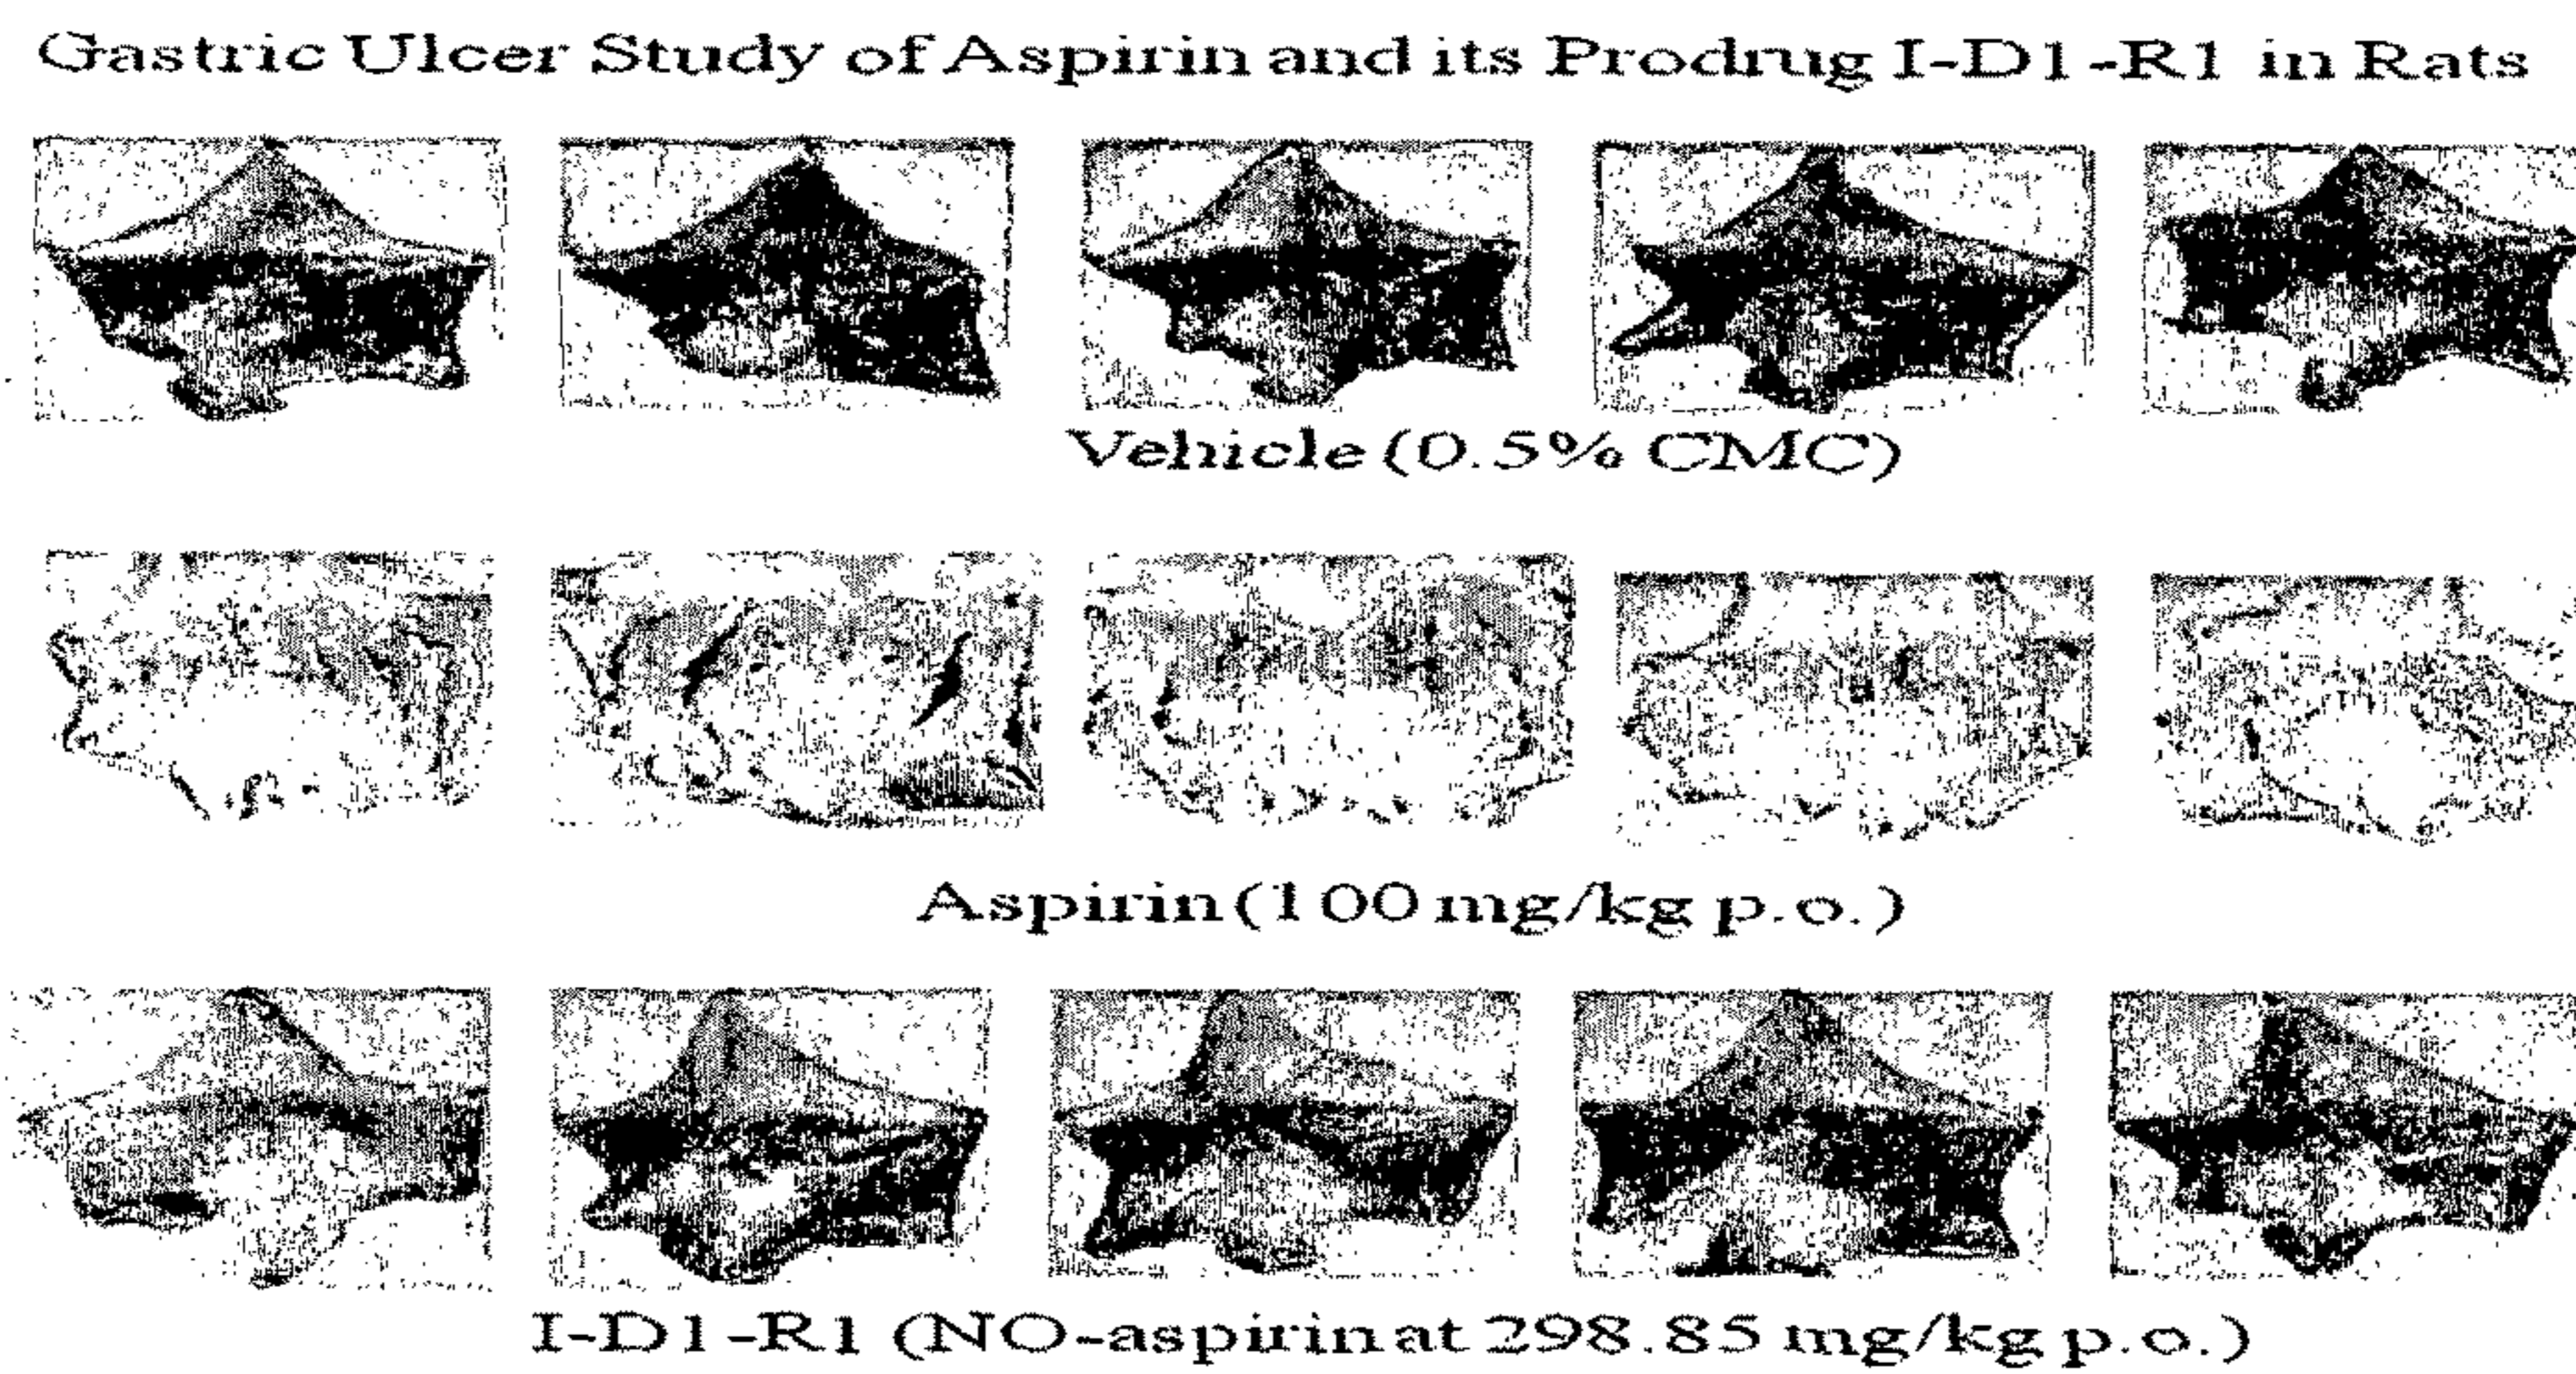 Gastric Ulcer Study of Aspirin and its Prodrug I-D1-R1 in Rats
Vehicle (0.5% CMC)
Aspirin (100 mg/kg p.o.)
I-D1-R1 (NO-aspirin at 298.85 mg/kg p.o.)